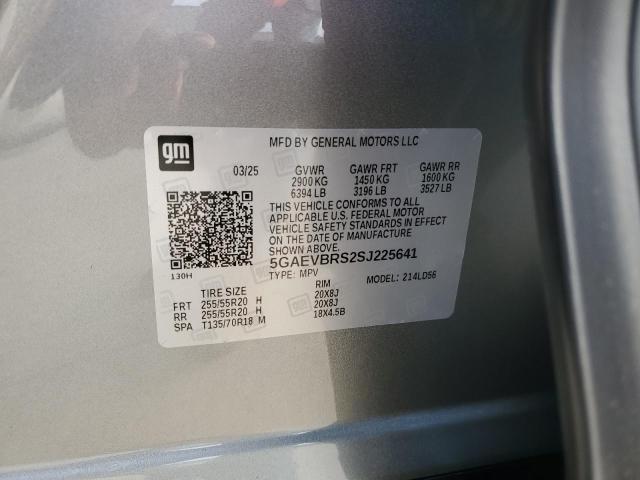 gm
MFD BY GENERAL MOTORS LLC
03/25 GVWR GAWR FRT GAWR RR
2900 KG 1450 KG 1600 KG
6394 LB 3196 LB 3527 LB
THIS VEHICLE CONFORMS TO ALL
APPLICABLE U.S. FEDERAL MOTOR
VEHICLE SAFETY STANDARDS IN EFFECT
ON THE DATE OF MANUFACTURE
SHOWN ABOVE.
5GAEVBRS2SJ225641
130H
TYPE: MPV MODEL: 214LD56
TIRE SIZE RIM
FRT 255/55R20 H 20X8J
RR 255/55R20 H 20X8J
SPA T135/70R18 M 18X4.5B